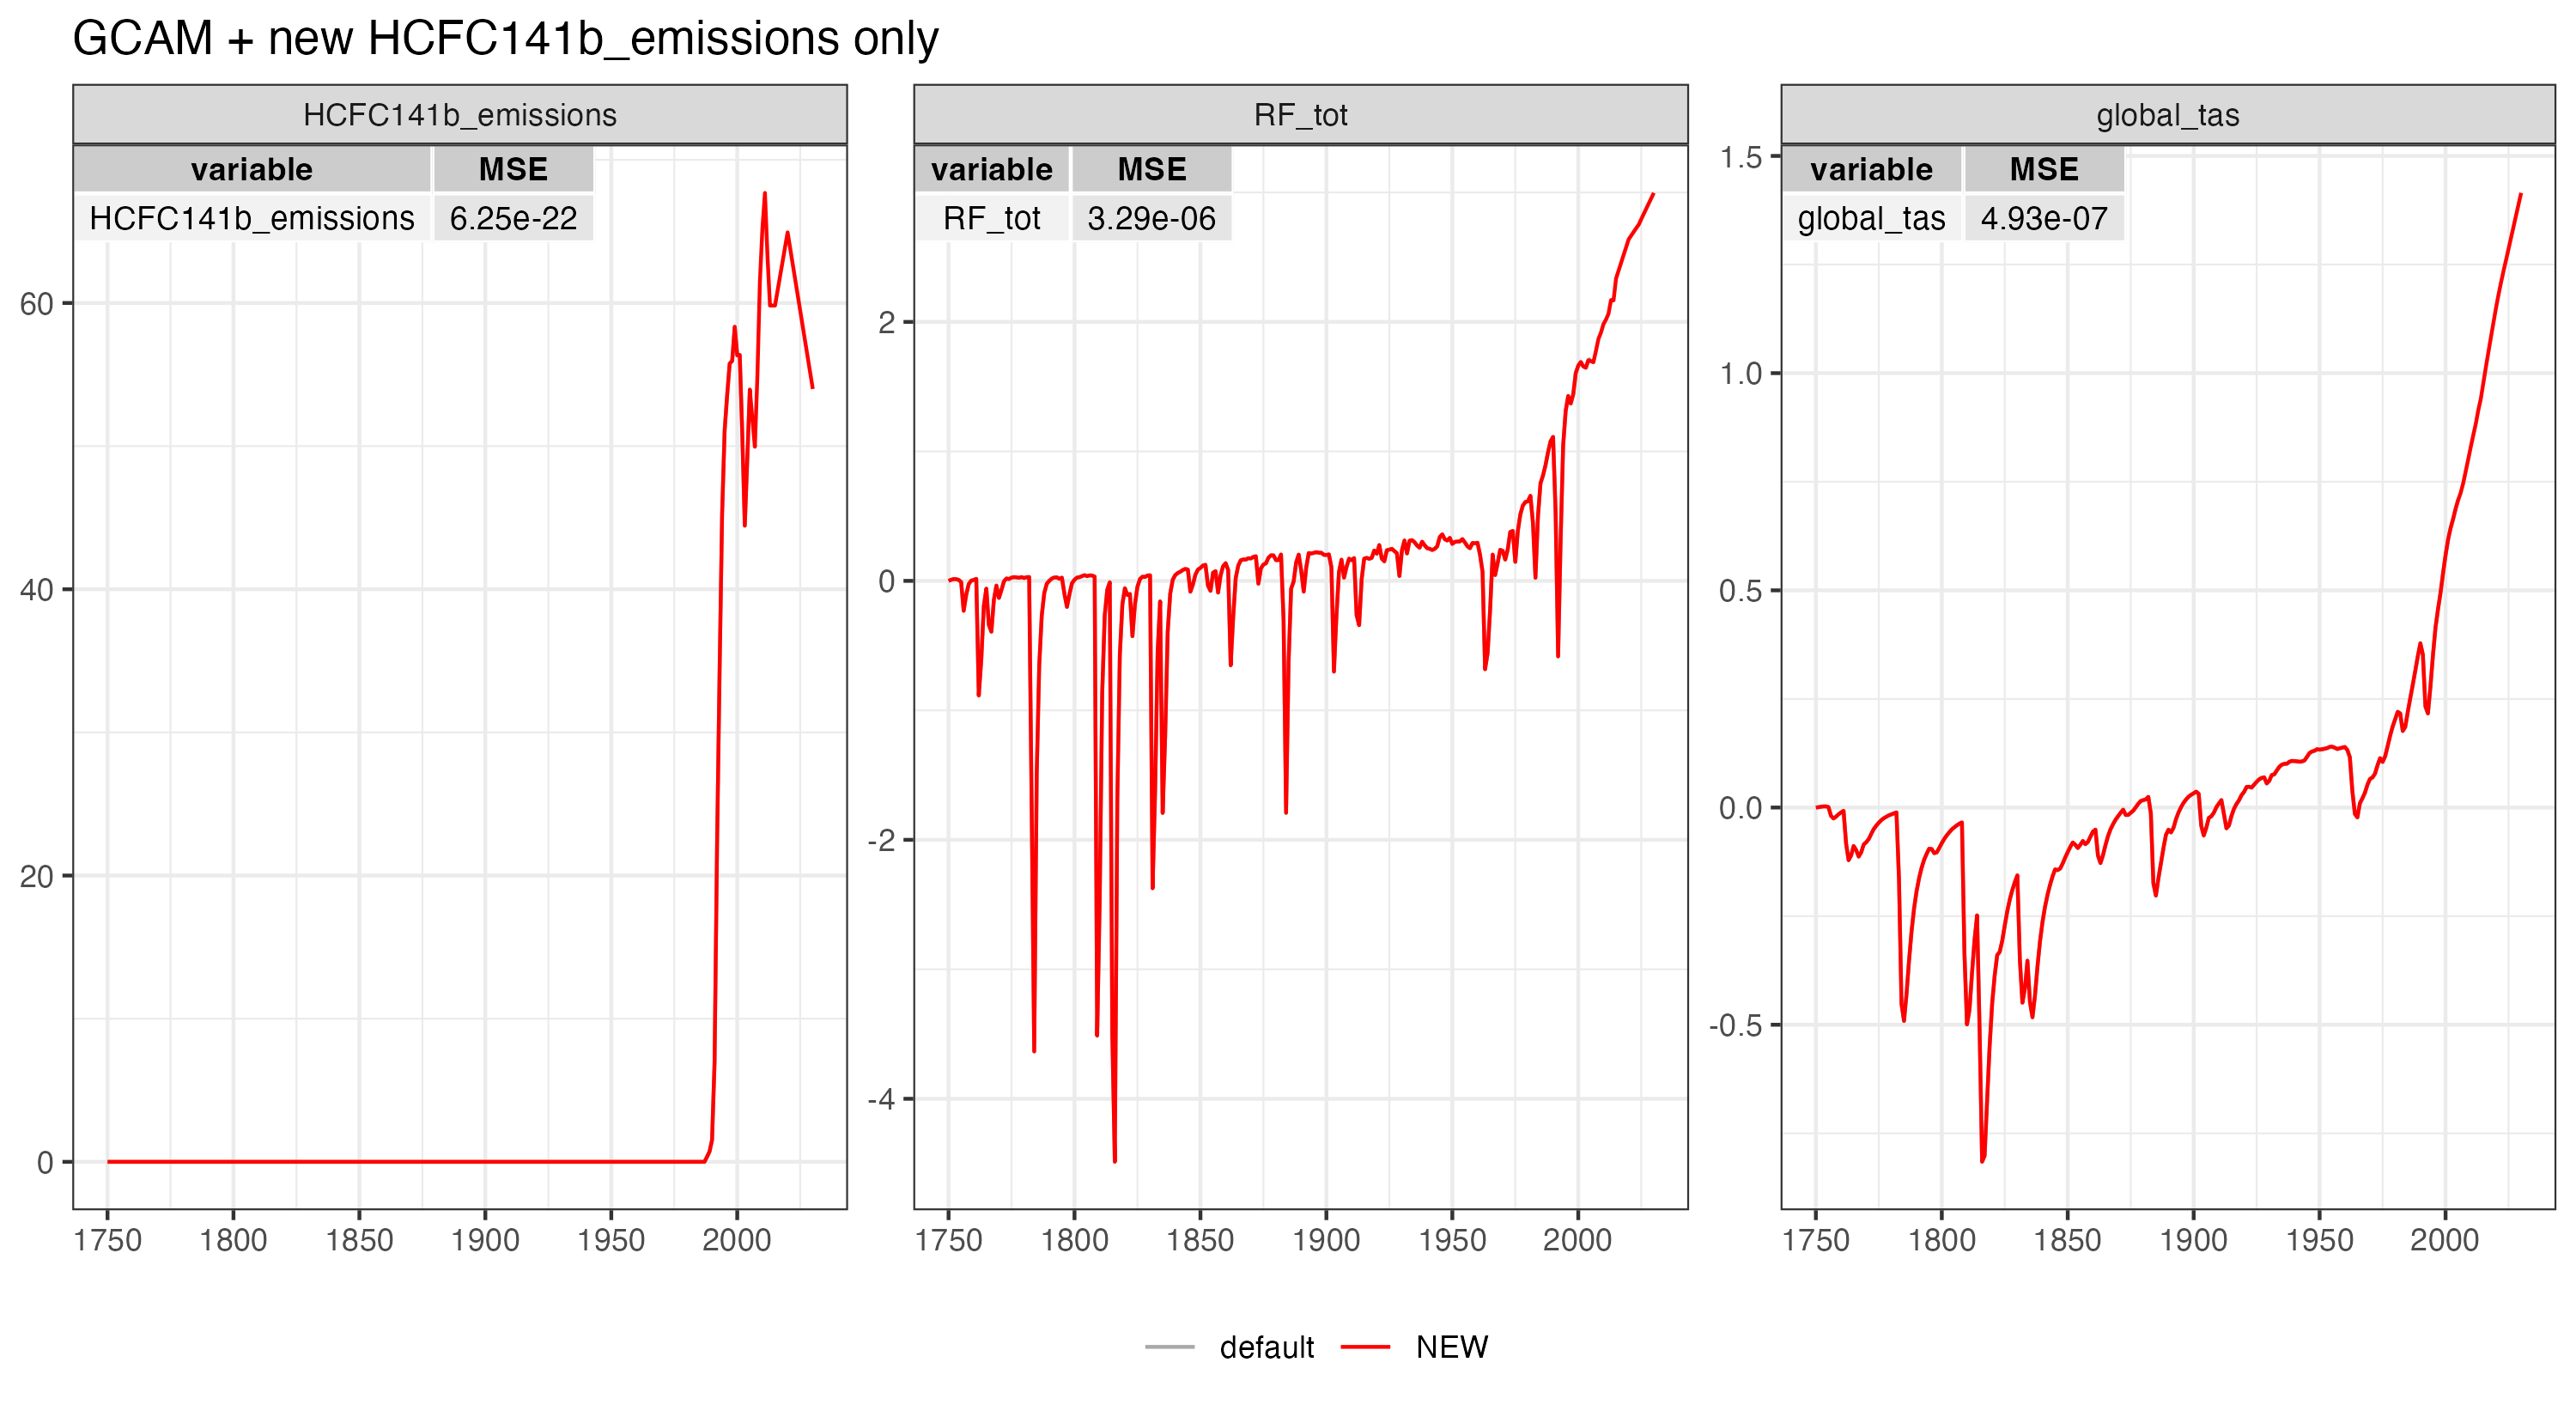 GCAM + new HCFC141b_emissions only
HCFC141b_emissions
variable MSE
HCFC141b_emissions 6.25e-22
60
40
20
0
1750 1800 1850 1900 1950 2000
RF_tot
variable MSE
RF_tot 3.29e-06
2
0
-2
-4
1750 1800 1850 1900 1950 2000
global_tas
variable MSE
global_tas 4.93e-07
1.5
1.0
0.5
0.0
-0.5
1750 1800 1850 1900 1950 2000
default NEW